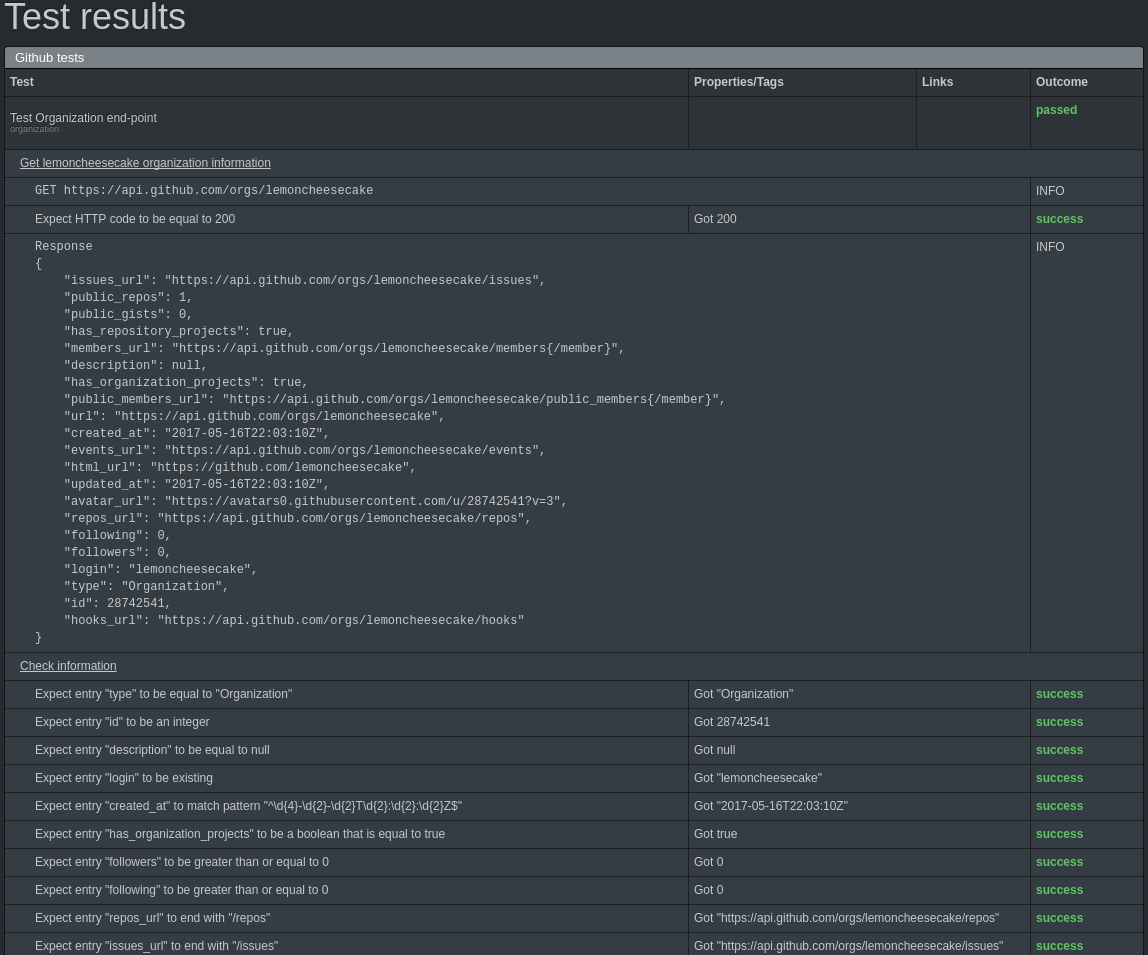 Test results
Github tests
Test Properties/Tags Links Outcome
Test Organization end-point passed
organization
Get lemoncheesecake organization information
GET https://api.github.com/orgs/lemoncheesecake INFO
Expect HTTP code to be equal to 200 Got 200 success
Response INFO
{
    "issues_url": "https://api.github.com/orgs/lemoncheesecake/issues",
    "public_repos": 1,
    "public_gists": 0,
    "has_repository_projects": true,
    "members_url": "https://api.github.com/orgs/lemoncheesecake/members{/member}",
    "description": null,
    "has_organization_projects": true,
    "public_members_url": "https://api.github.com/orgs/lemoncheesecake/public_members{/member}",
    "url": "https://api.github.com/orgs/lemoncheesecake",
    "created_at": "2017-05-16T22:03:10Z",
    "events_url": "https://api.github.com/orgs/lemoncheesecake/events",
    "html_url": "https://github.com/lemoncheesecake",
    "updated_at": "2017-05-16T22:03:10Z",
    "avatar_url": "https://avatars0.githubusercontent.com/u/28742541?v=3",
    "repos_url": "https://api.github.com/orgs/lemoncheesecake/repos",
    "following": 0,
    "followers": 0,
    "login": "lemoncheesecake",
    "type": "Organization",
    "id": 28742541,
    "hooks_url": "https://api.github.com/orgs/lemoncheesecake/hooks"
}
Check information
Expect entry "type" to be equal to "Organization" Got "Organization" success
Expect entry "id" to be an integer Got 28742541 success
Expect entry "description" to be equal to null Got null success
Expect entry "login" to be existing Got "lemoncheesecake" success
Expect entry "created_at" to match pattern "^\d{4}-\d{2}-\d{2}T\d{2}:\d{2}:\d{2}Z$" Got "2017-05-16T22:03:10Z" success
Expect entry "has_organization_projects" to be a boolean that is equal to true Got true success
Expect entry "followers" to be greater than or equal to 0 Got 0 success
Expect entry "following" to be greater than or equal to 0 Got 0 success
Expect entry "repos_url" to end with "/repos" Got "https://api.github.com/orgs/lemoncheesecake/repos" success
Expect entry "issues_url" to end with "/issues" Got "https://api.github.com/orgs/lemoncheesecake/issues" success